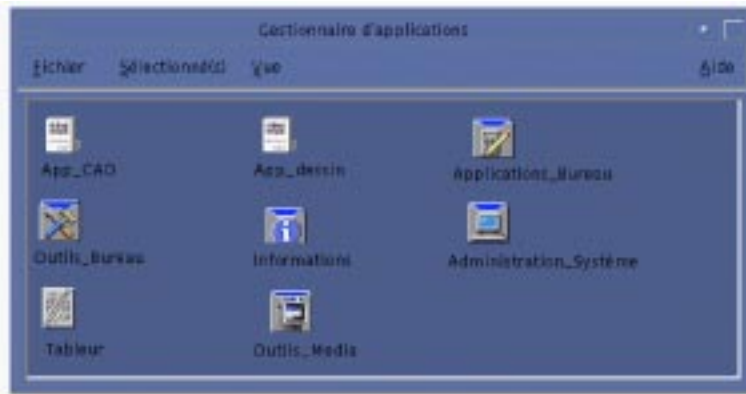 Gestionnaire d'applications
Fichier Sélectionné(s) Vue Aide
App_CAO App_dessin Applications_Bureau
Outils_Bureau Informations Administration_Système
Tableur Outils_Media